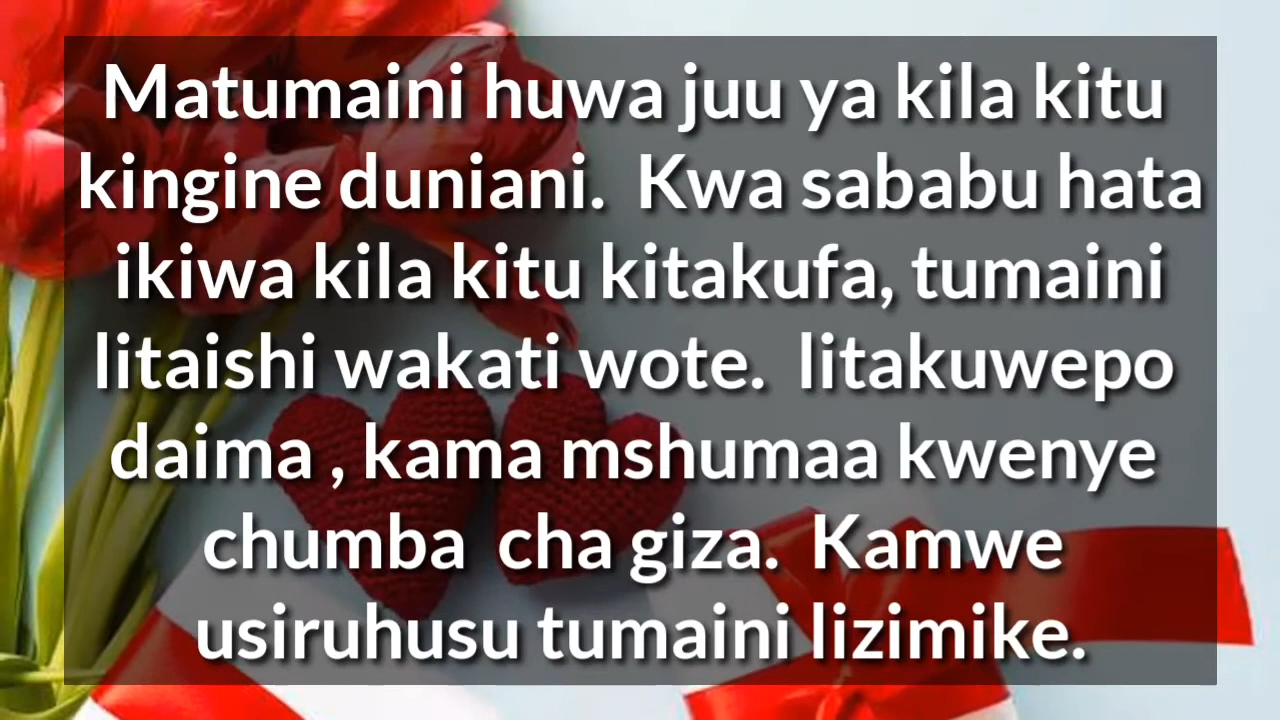 Matumaini huwa juu ya kila kitu
kingine duniani. Kwa sababu hata
ikiwa kila kitu kitakufa, tumaini
litaishi wakati wote. litakuwepo
daima , kama mshumaa kwenye
chumba cha giza. Kamwe
usiruhusu tumaini lizimike.